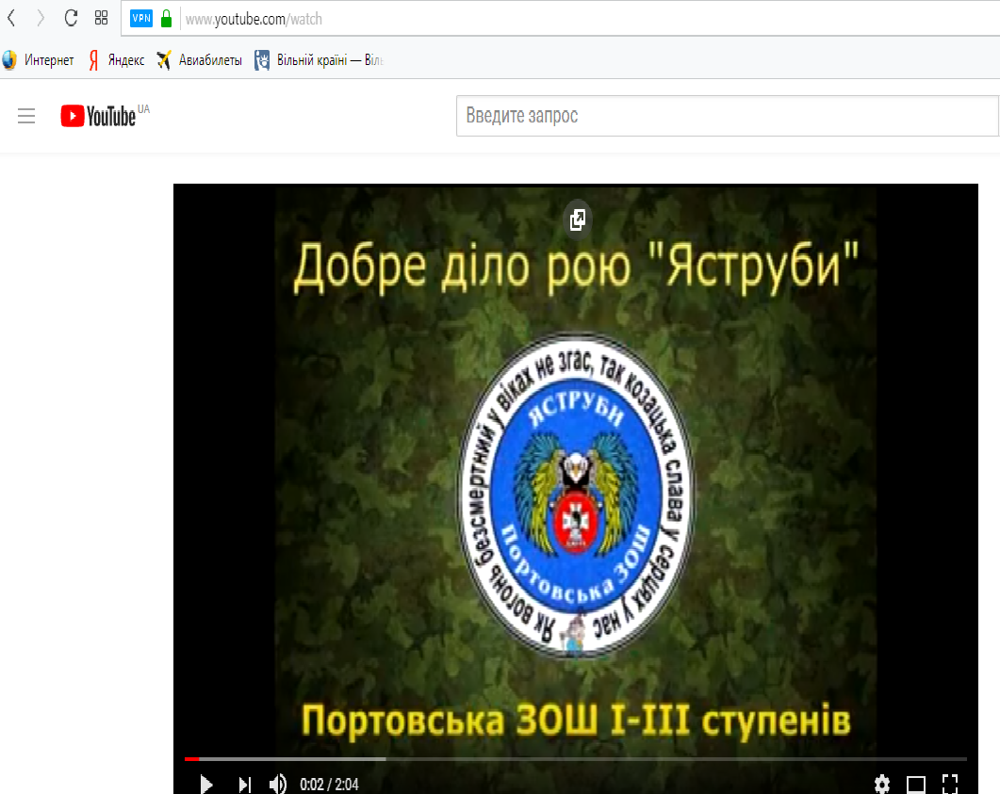 VPN www.youtube.com/watch
Интернет Яндекс Авиабилеты Вільній країні — Віл
YouTube UA
Введите запрос
Добре діло рою "Яструби"
Як вогонь безсмертний у віках не згас, так козацька слава у серцях у нас
ЯСТРУБИ
Портовська ЗОШ
Портовська ЗОШ І-ІІІ ступенів
0:02 / 2:04